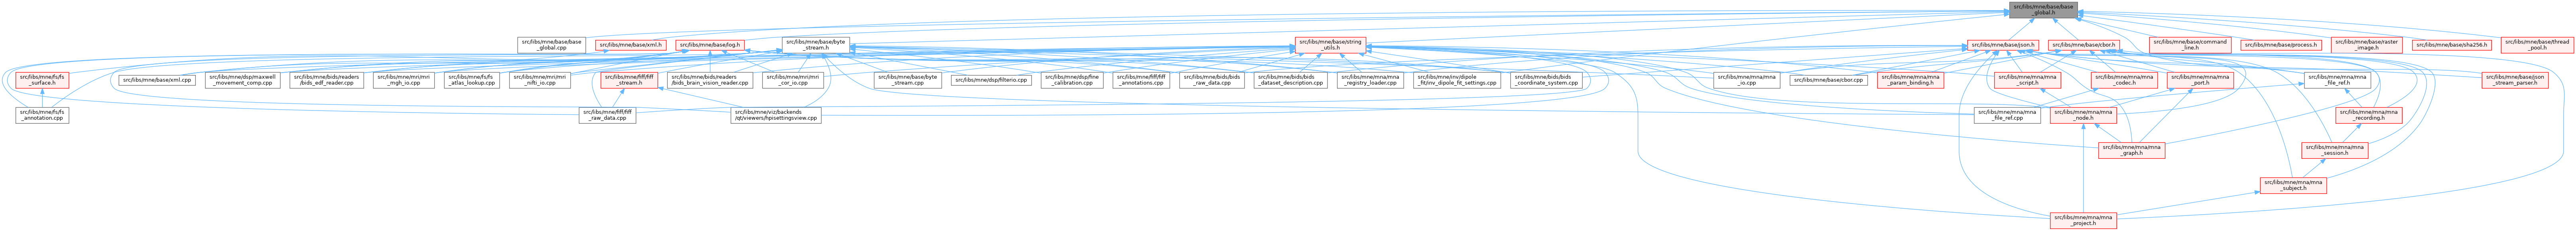 src/libs/mne/base/base
_global.h
src/libs/mne/base/base
_global.cpp
src/libs/mne/base/xml.h
src/libs/mne/base/log.h
src/libs/mne/base/byte
_stream.h
src/libs/mne/base/string
_utils.h
src/libs/mne/base/json.h
src/libs/mne/base/cbor.h
src/libs/mne/base/command
_line.h
src/libs/mne/base/process.h
src/libs/mne/base/raster
_image.h
src/libs/mne/base/sha256.h
src/libs/mne/base/thread
_pool.h
src/libs/mne/fs/fs
_surface.h
src/libs/mne/base/xml.cpp
src/libs/mne/dsp/maxwell
_movement_comp.cpp
src/libs/mne/bids/readers
/bids_edf_reader.cpp
src/libs/mne/mri/mri
_mgh_io.cpp
src/libs/mne/fs/fs
_atlas_lookup.cpp
src/libs/mne/mri/mri
_nifti_io.cpp
src/libs/mne/fiff/fiff
_stream.h
src/libs/mne/bids/readers
/bids_brain_vision_reader.cpp
src/libs/mne/mri/mri
_cor_io.cpp
src/libs/mne/base/byte
_stream.cpp
src/libs/mne/dsp/filterio.cpp
src/libs/mne/dsp/fine
_calibration.cpp
src/libs/mne/fiff/fiff
_annotations.cpp
src/libs/mne/bids/bids
_raw_data.cpp
src/libs/mne/bids/bids
_dataset_description.cpp
src/libs/mne/mna/mna
_registry_loader.cpp
src/libs/mne/inv/dipole
_fit/inv_dipole_fit_settings.cpp
src/libs/mne/bids/bids
_coordinate_system.cpp
src/libs/mne/mna/mna
_io.cpp
src/libs/mne/base/cbor.cpp
src/libs/mne/mna/mna
_param_binding.h
src/libs/mne/mna/mna
_script.h
src/libs/mne/mna/mna
_codec.h
src/libs/mne/mna/mna
_port.h
src/libs/mne/mna/mna
_file_ref.h
src/libs/mne/base/json
_stream_parser.h
src/libs/mne/fs/fs
_annotation.cpp
src/libs/mne/fiff/fiff
_raw_data.cpp
src/libs/mne/viz/backends
/qt/viewers/hpisettingsview.cpp
src/libs/mne/mna/mna
_file_ref.cpp
src/libs/mne/mna/mna
_node.h
src/libs/mne/mna/mna
_recording.h
src/libs/mne/mna/mna
_graph.h
src/libs/mne/mna/mna
_session.h
src/libs/mne/mna/mna
_subject.h
src/libs/mne/mna/mna
_project.h